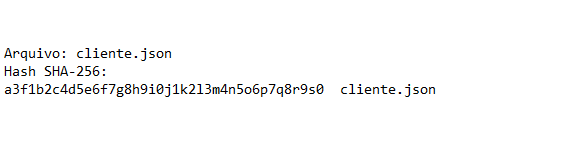 Arquivo: cliente.json
Hash SHA-256:
a3f1b2c4d5e6f7g8h9i0j1k2l3m4n5o6p7q8r9s0  cliente.json